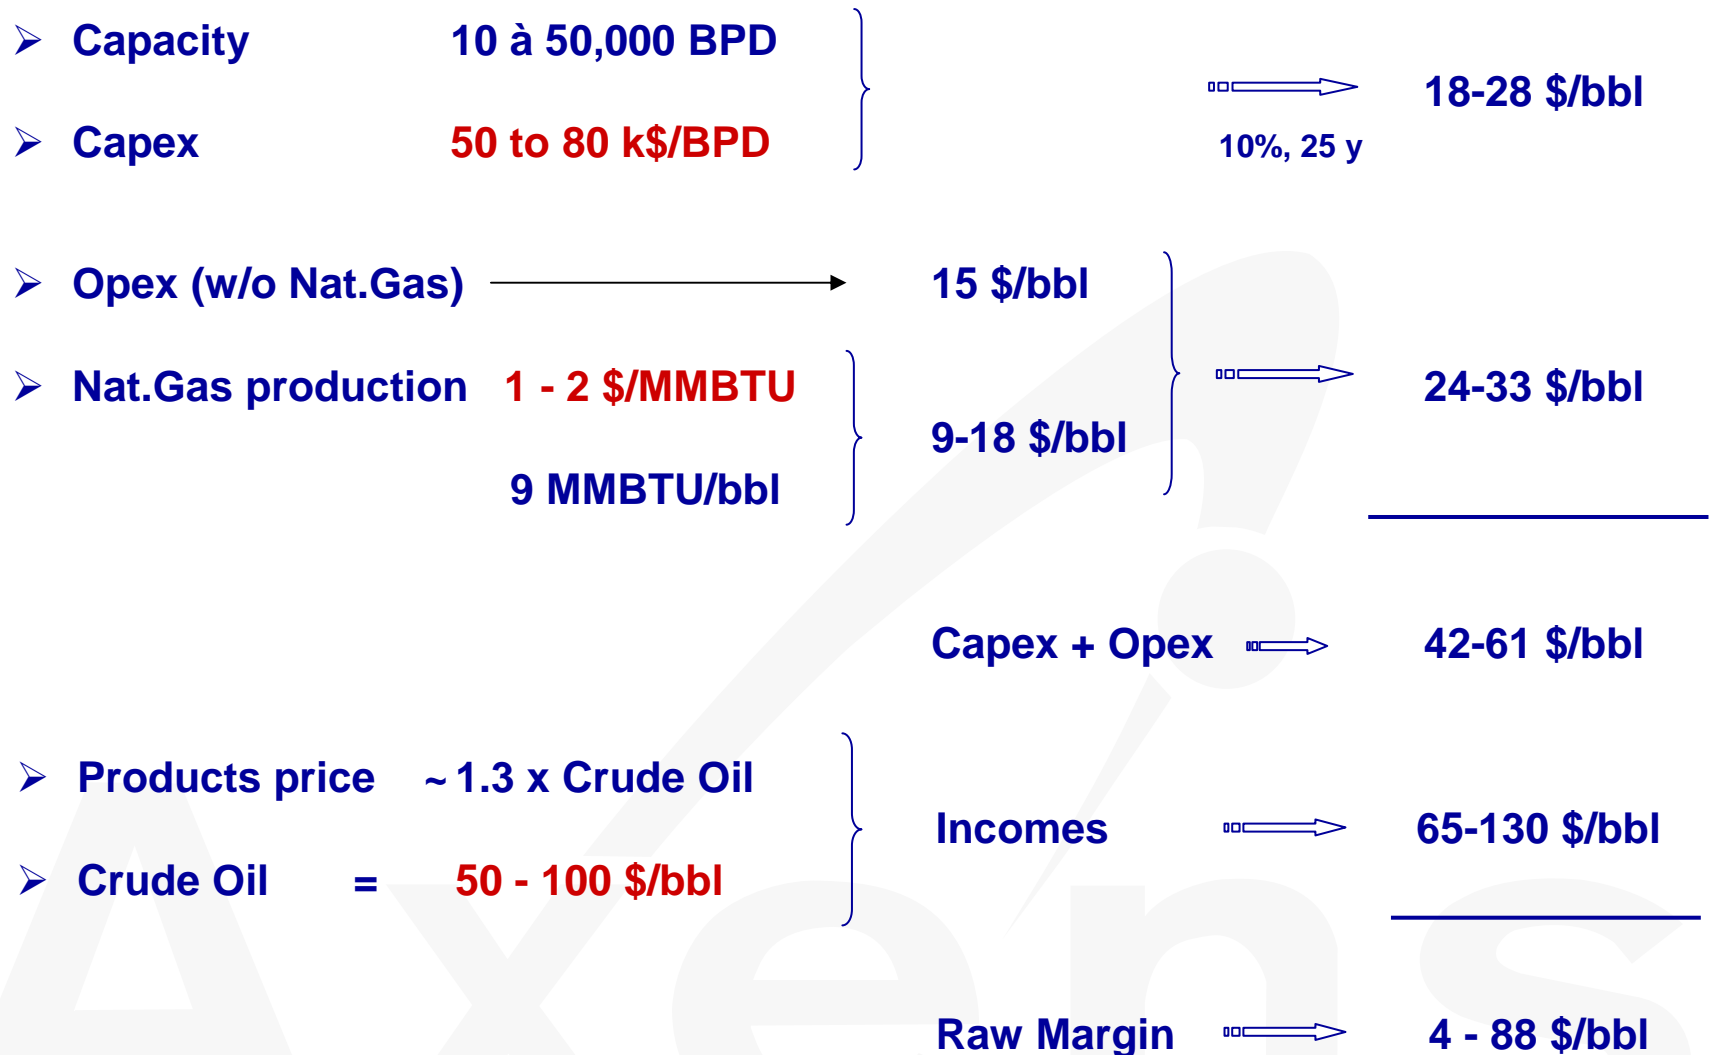 Capacity 10 à 50,000 BPD
18-28 $/bbl
Capex 50 to 80 k$/BPD
10%, 25 y
Opex (w/o Nat.Gas) 15 $/bbl
Nat.Gas production 1 - 2 $/MMBTU
24-33 $/bbl
9-18 $/bbl
9 MMBTU/bbl
Capex + Opex 42-61 $/bbl
Products price ~ 1.3 x Crude Oil
Incomes 65-130 $/bbl
Crude Oil = 50 - 100 $/bbl
Raw Margin 4 - 88 $/bbl
Axens